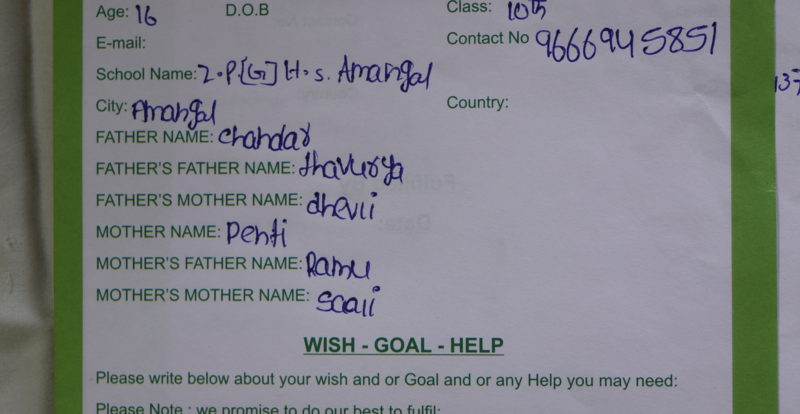 Age: 16 D.O.B Class: 10th
E-mail: Contact No 9666945851
School Name: Z.P[G] H.S. Amangal
City: Amangal Country:
FATHER NAME: Chandar
FATHER'S FATHER NAME: thavurya
FATHER'S MOTHER NAME: dhevli
MOTHER NAME: Penti
MOTHER'S FATHER NAME: Ramu
MOTHER'S MOTHER NAME:
WISH - GOAL - HELP
Please write below about your wish and or Goal and or any Help you may need:
Please Note : we promise to do our best to fulfil: